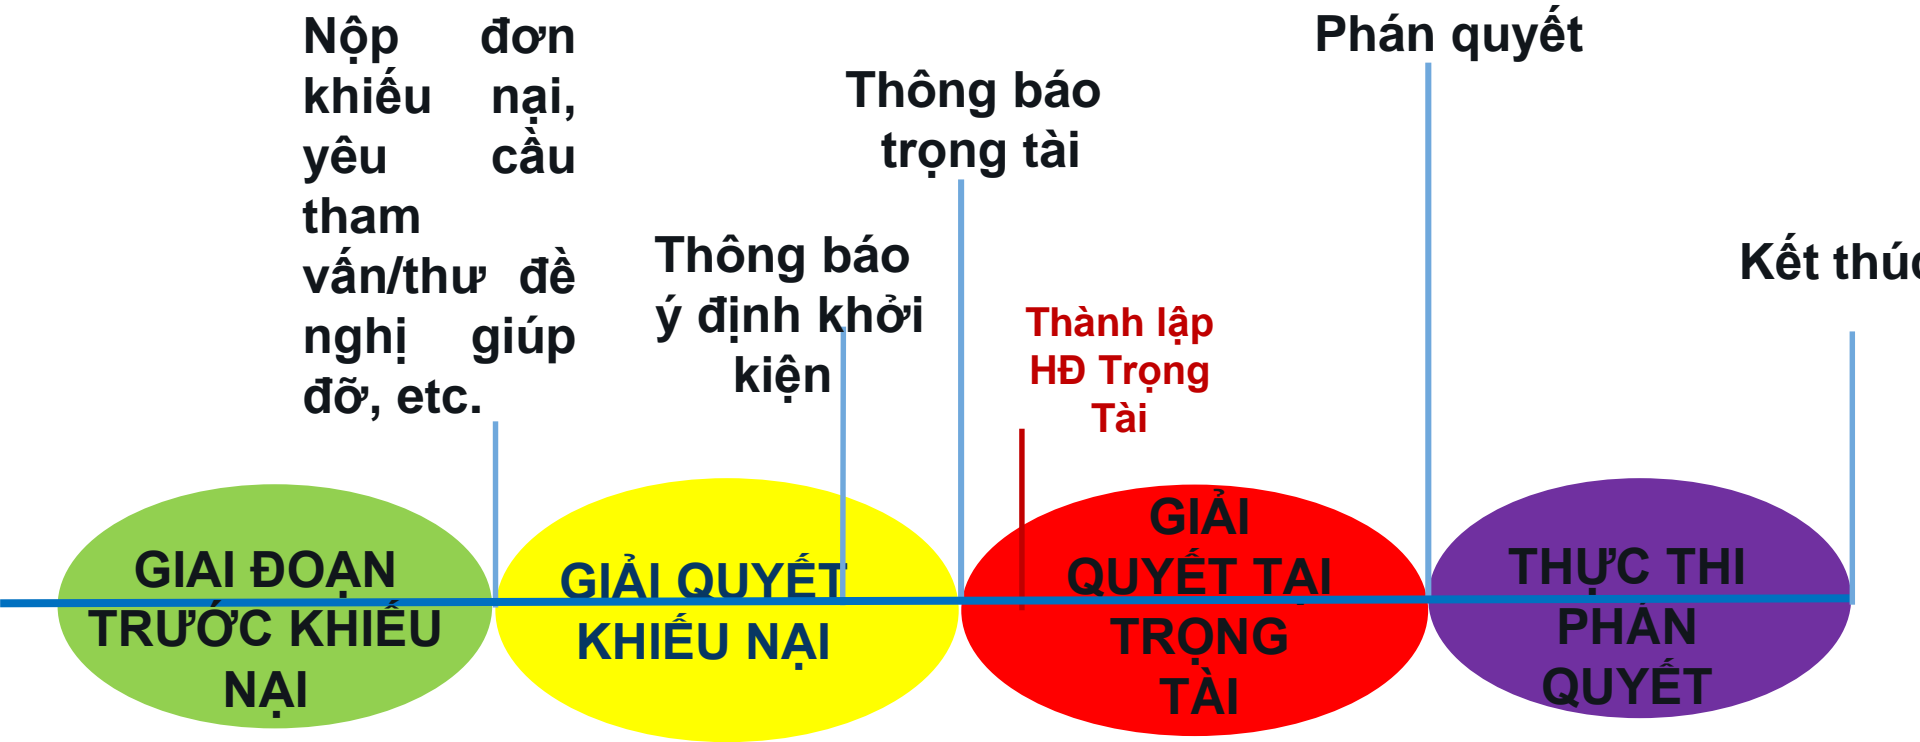 Nộp đơn
khiếu nại,
yêu cầu
tham
vấn/thư đề
nghị giúp
đỡ, etc.
Thông báo
ý định khởi
kiện
Thông báo
trọng tài
Thành lập
HĐ Trọng
Tài
Phán quyết
Kết thúc
GIAI ĐOẠN
TRƯỚC KHIẾU
NẠI
GIẢI QUYẾT
KHIẾU NẠI
GIẢI
QUYẾT TẠI
TRỌNG
TÀI
THỰC THI
PHÁN
QUYẾT